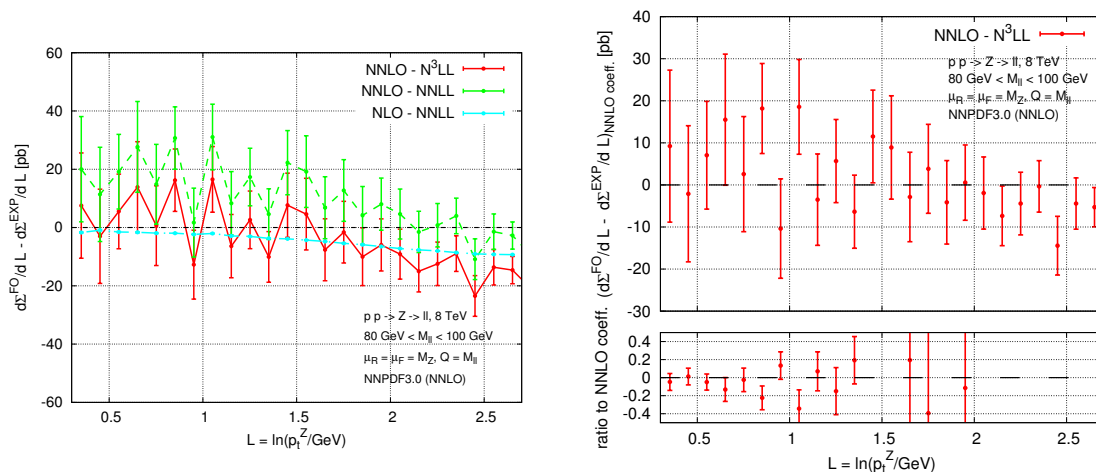 dΣ^FO/d L - dΣ^EXP/d L [pb]
60
40
20
0
-20
-40
-60
NNLO - N³LL
NNLO - NNLL
NLO - NNLL
p p -> Z -> ll, 8 TeV
80 GeV < M_ll < 100 GeV
μ_R = μ_F = M_Z, Q = M_ll
NNPDF3.0 (NNLO)
0.5 1 1.5 2 2.5
L = ln(p_t^Z/GeV)
(dΣ^FO/d L - dΣ^EXP/d L)_NNLO coeff. [pb]
40
30
20
10
0
-10
-20
-30
NNLO - N³LL
p p -> Z -> ll, 8 TeV
80 GeV < M_ll < 100 GeV
μ_R = μ_F = M_Z, Q = M_ll
NNPDF3.0 (NNLO)
ratio to NNLO coeff.
0.4
0.2
0
-0.2
-0.4
0.5 1 1.5 2 2.5
L = ln(p_t^Z/GeV)